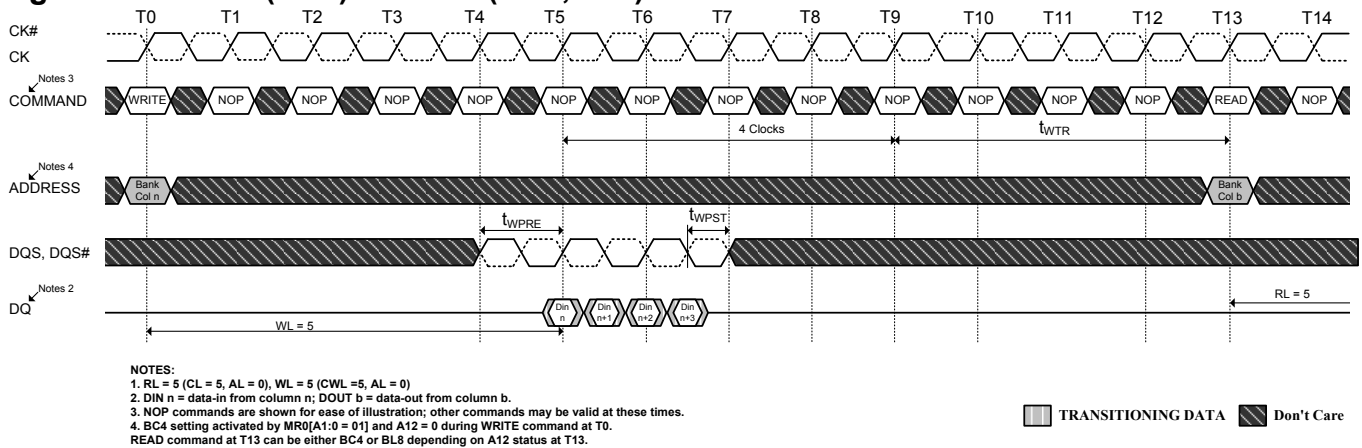 T0 T1 T2 T3 T4 T5 T6 T7 T8 T9 T10 T11 T12 T13 T14
CK#
CK
Notes 3
COMMAND WRITE NOP NOP NOP NOP NOP NOP NOP NOP NOP NOP NOP NOP READ NOP
4 Clocks tWTR
Notes 4
ADDRESS
Bank Bank
Col n Col b
tWPRE tWPST
DQS, DQS#
Notes 2
DQ
Din Din Din Din
n n+1 n+2 n+3
RL = 5
WL = 5
NOTES:
1. RL = 5 (CL = 5, AL = 0), WL = 5 (CWL =5, AL = 0)
2. DIN n = data-in from column n; DOUT b = data-out from column b.
3. NOP commands are shown for ease of illustration; other commands may be valid at these times.
4. BC4 setting activated by MR0[A1:0 = 01] and A12 = 0 during WRITE command at T0.
READ command at T13 can be either BC4 or BL8 depending on A12 status at T13.
TRANSITIONING DATA Don't Care